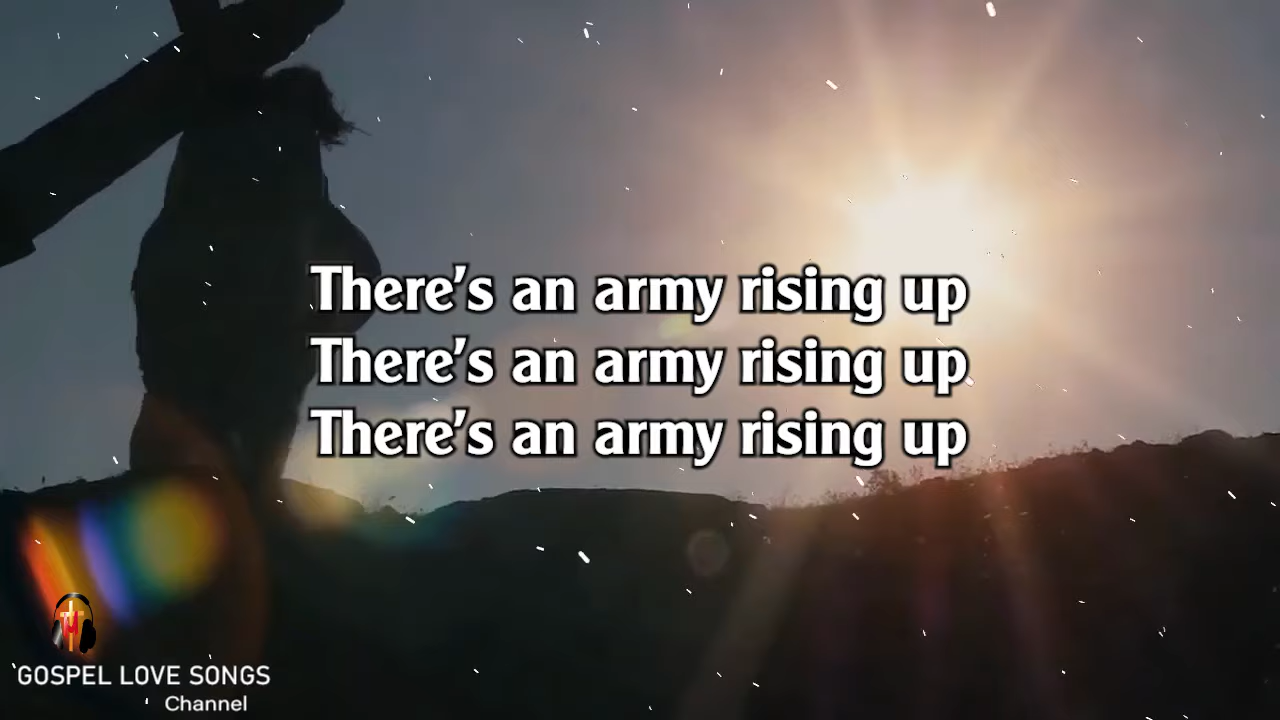 There's an army rising up
There's an army rising up
There's an army rising up
GOSPEL LOVE SONGS
Channel